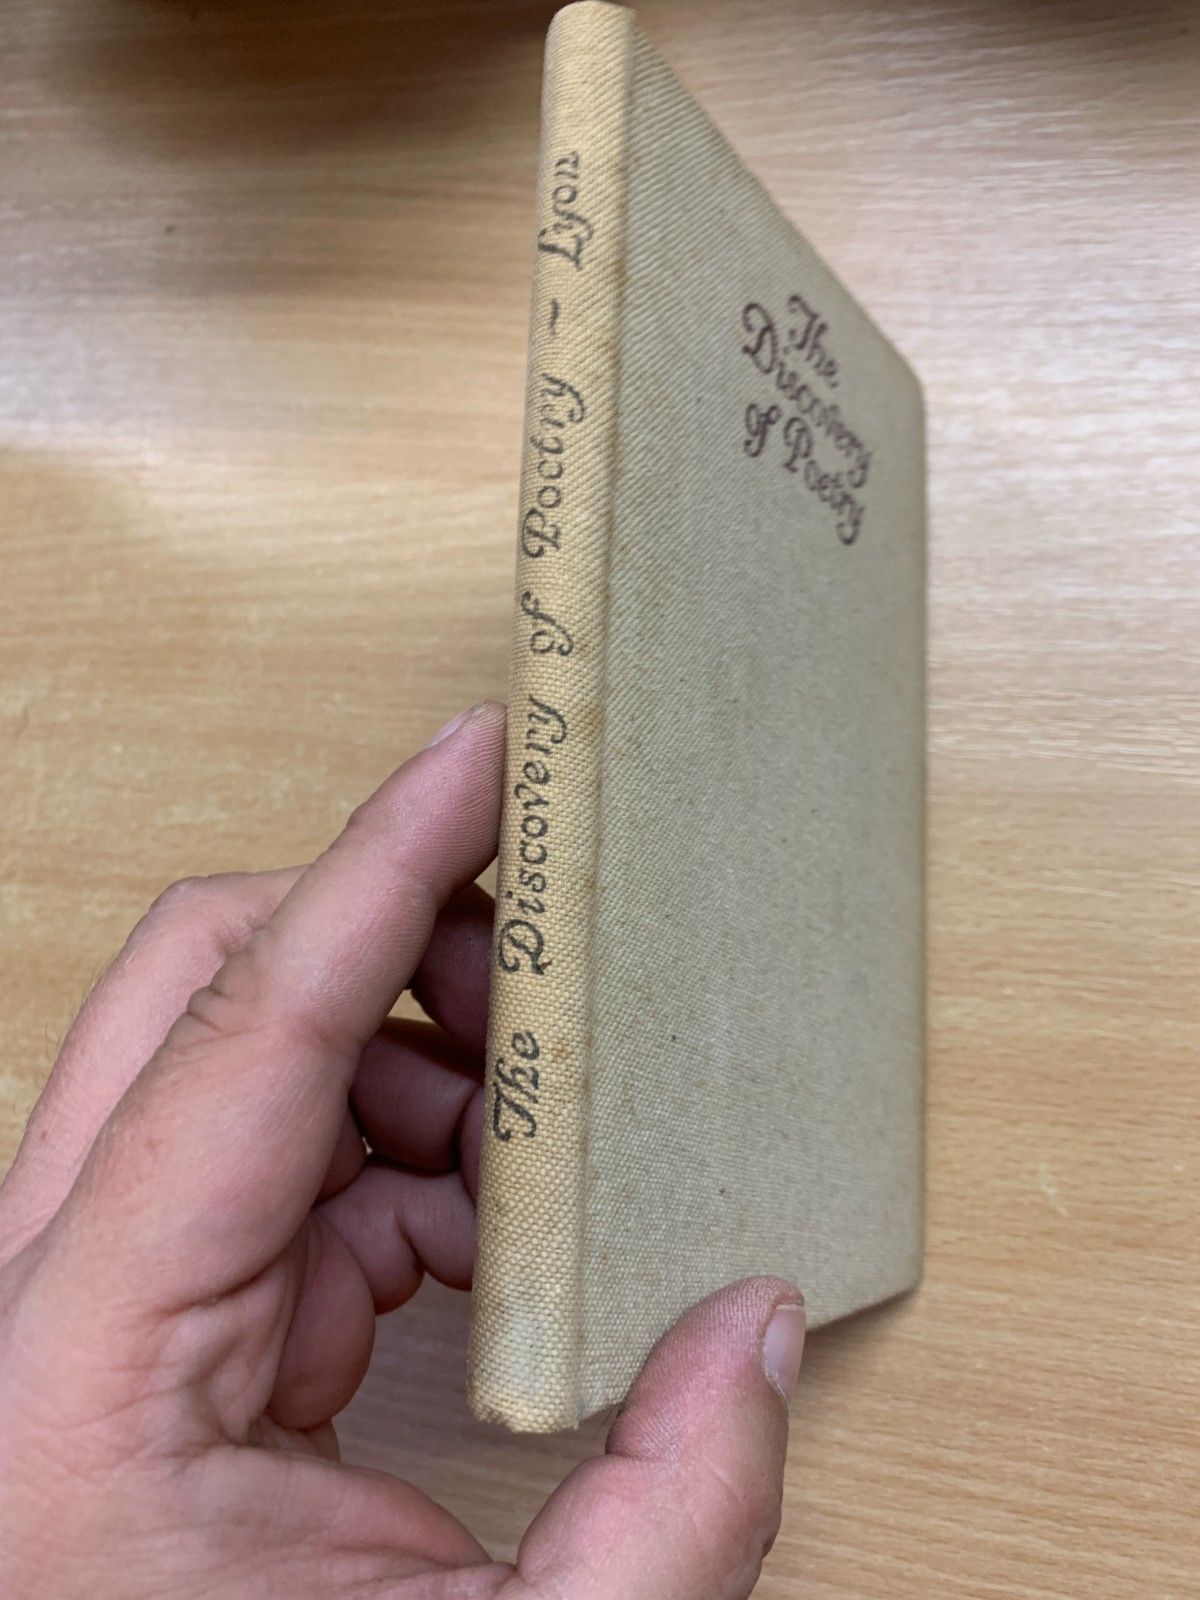 The Discovery of Poetry - Lyon
The
Discovery
of Poetry